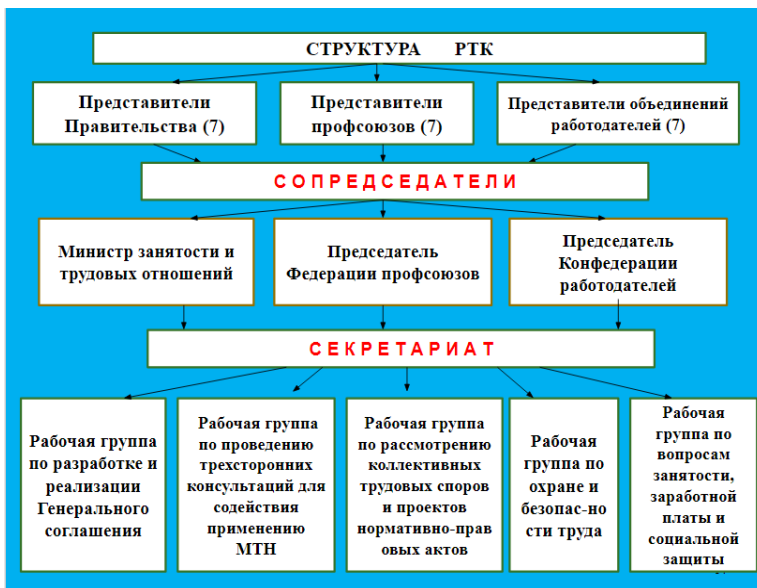 СТРУКТУРА РТК
Представители
Правительства (7)
Представители
профсоюзов (7)
Представители объединений
работодателей (7)
С О П Р Е Д С Е Д А Т Е Л И
Министр занятости и
трудовых отношений
Председатель
Федерации профсоюзов
Председатель
Конфедерации
работодателей
С Е К Р Е Т А Р И А Т
Рабочая группа
по разработке и
реализации
Генерального
соглашения
Рабочая группа
по проведению
трехсторонних
консультаций для
содействия
применению
МТН
Рабочая группа
по рассмотрению
коллективных
трудовых споров
и проектов
нормативно-прав
овых актов
Рабочая
группа по
охране и
безопас-но
сти труда
Рабочая
группа по
вопросам
занятости,
заработной
платы и
социальной
защиты